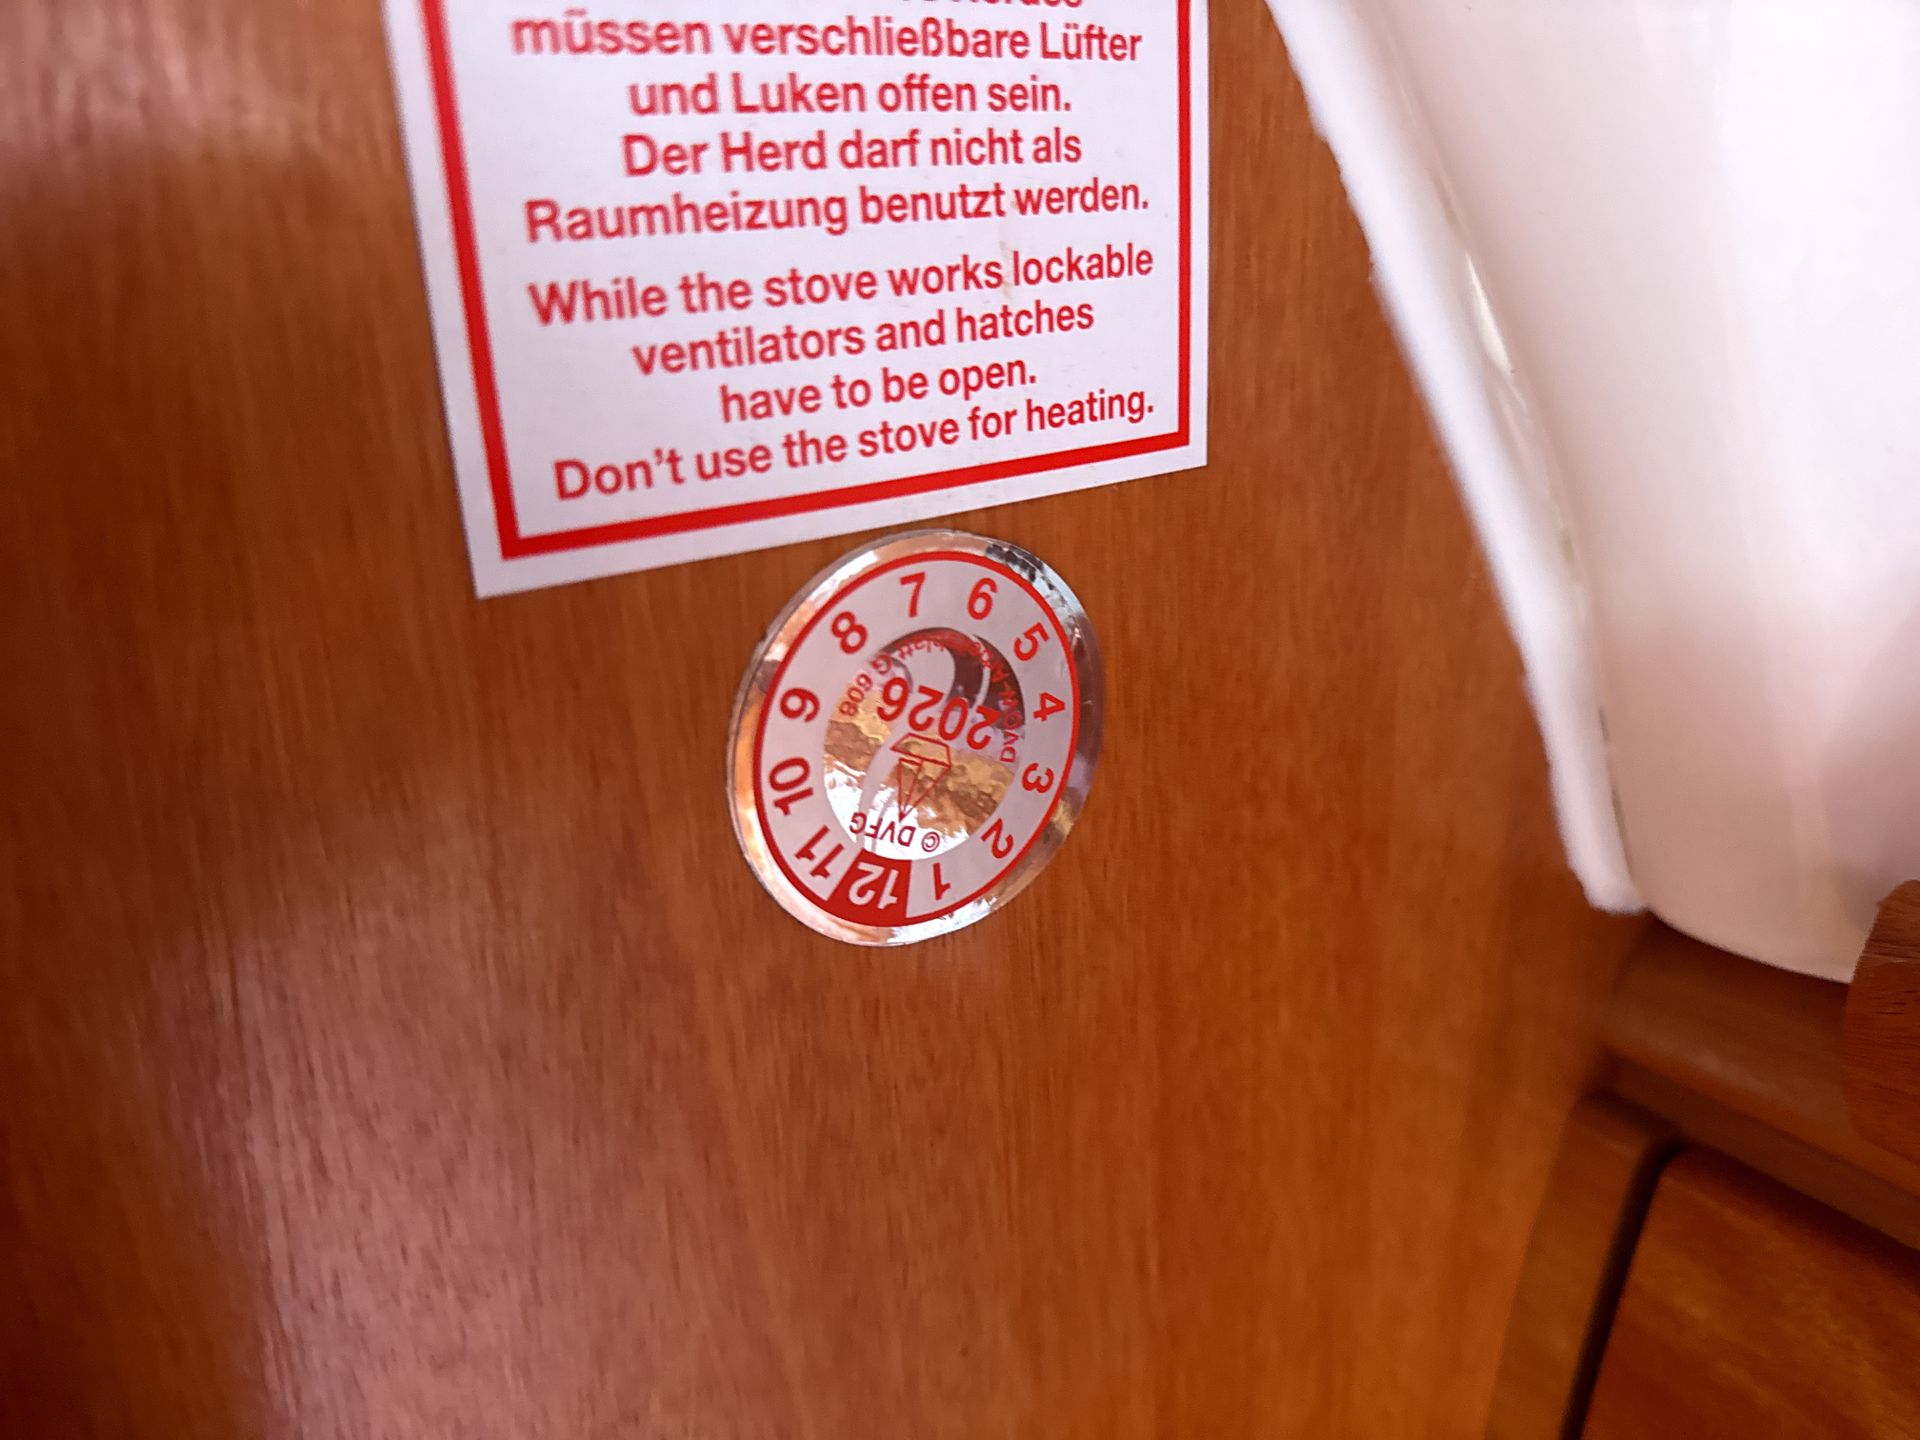 müssen verschließbare Lüfter
und Luken offen sein.
Der Herd darf nicht als
Raumheizung benutzt werden.
While the stove works lockable
ventilators and hatches
have to be open.
Don't use the stove for heating.
1 2 3 4 5 6 7 8 9 10 11 12
G 608
2026
© DVFG